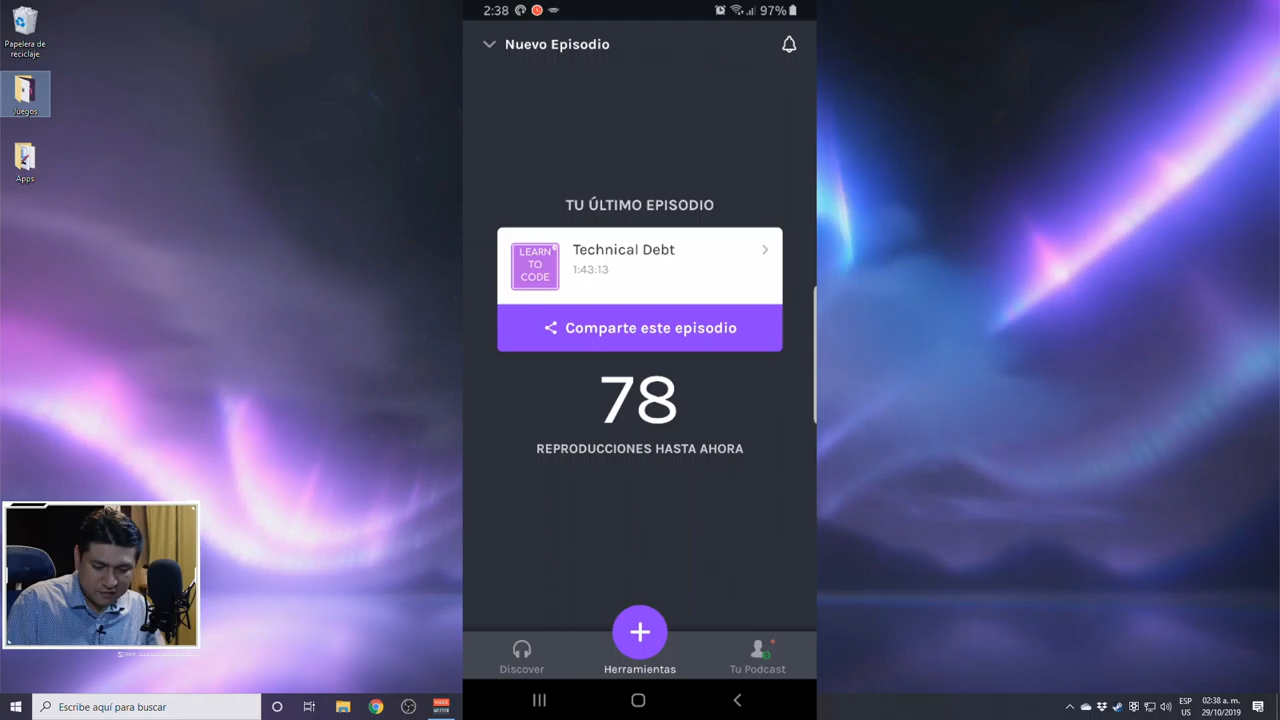 Papelera de
reciclaje
Juegos
Apps
2:38
97%
Nuevo Episodio
TU ÚLTIMO EPISODIO
LEARN
TO
CODE
Technical Debt
1:43:13
Comparte este episodio
78
REPRODUCCIONES HASTA AHORA
Discover
Herramientas
Tu Podcast
Escribe aquí para buscar
VOICE
MEETER
ESP
US
02:38 a. m.
29/10/2019